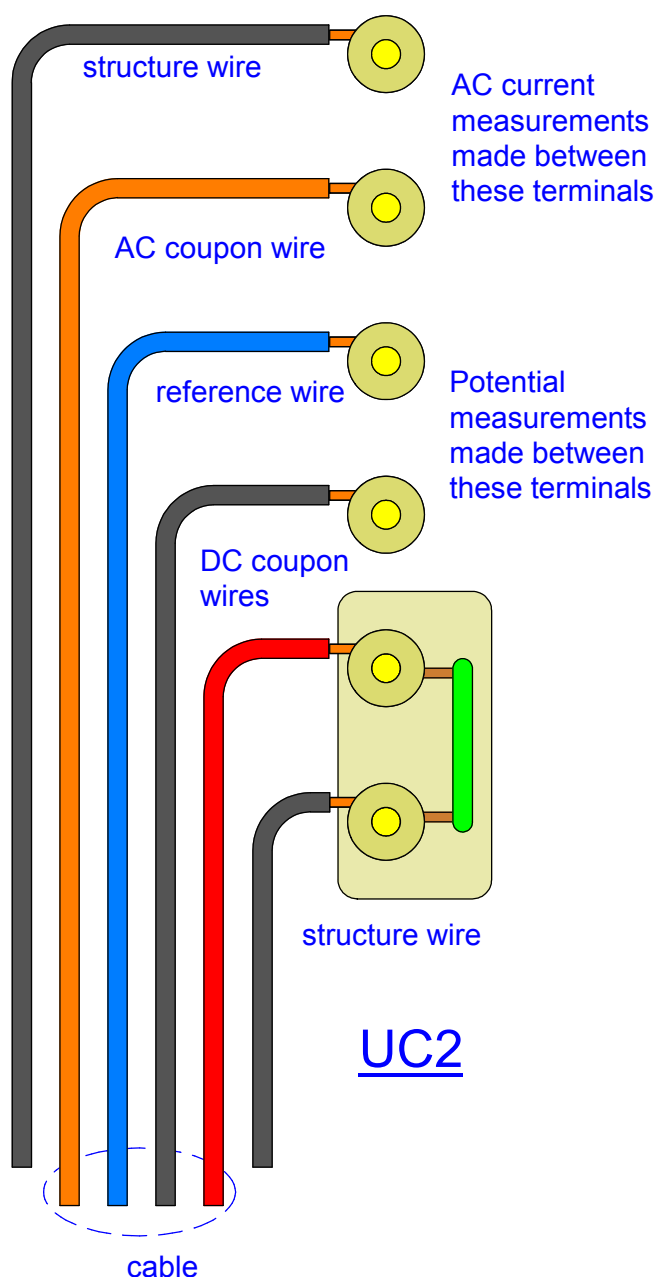 structure wire
AC current
measurements
made between
these terminals
AC coupon wire
reference wire
Potential
measurements
made between
these terminals
DC coupon
wires
structure wire
UC2
cable